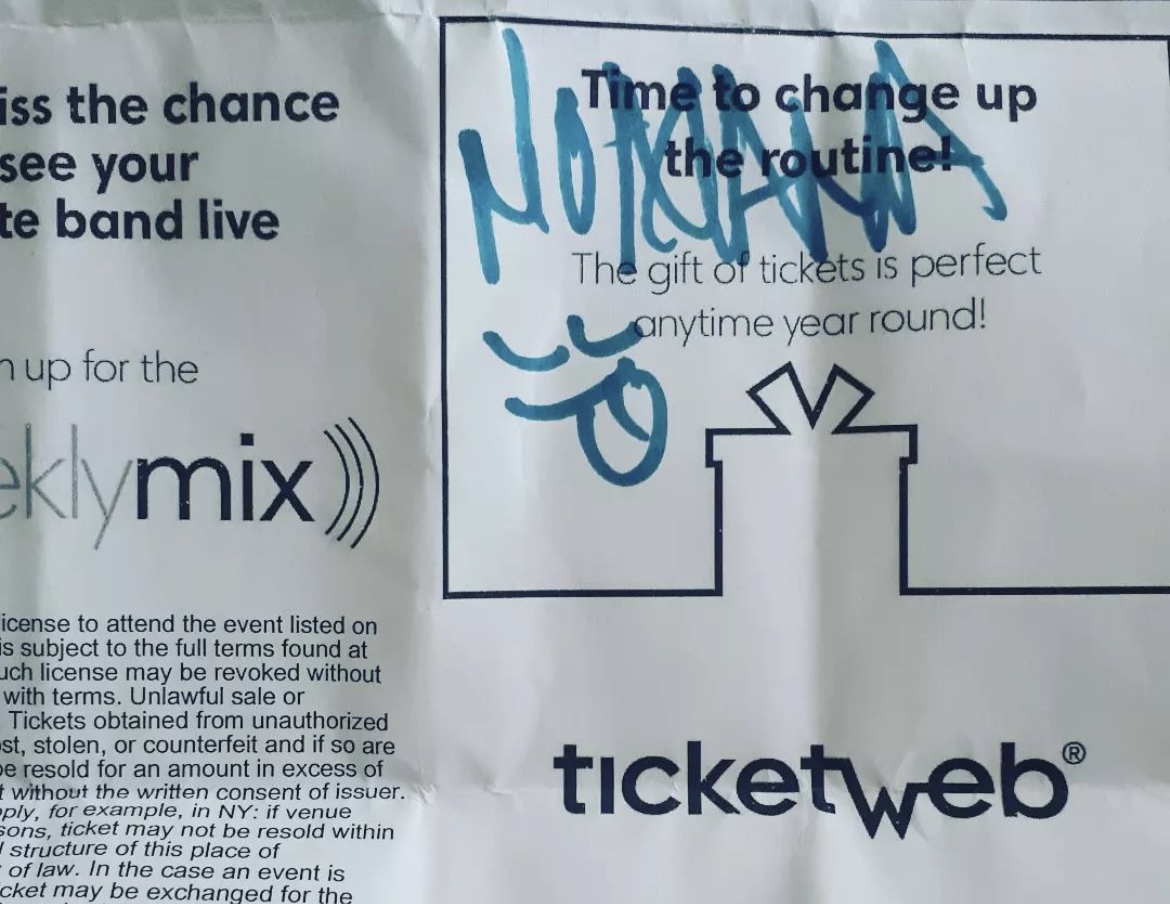 iss the chance
see your
te band live
n up for the
eklymix
icense to attend the event listed on
is subject to the full terms found at
uch license may be revoked without
with terms. Unlawful sale or
Tickets obtained from unauthorized
ost, stolen, or counterfeit and if so are
be resold for an amount in excess of
t without the written consent of issuer.
ply, for example, in NY: if venue
sons, ticket may not be resold within
l structure of this place of
of law. In the case an event is
icket may be exchanged for the
Time to change up
the routine!
The gift of tickets is perfect
anytime year round!
ticketweb®